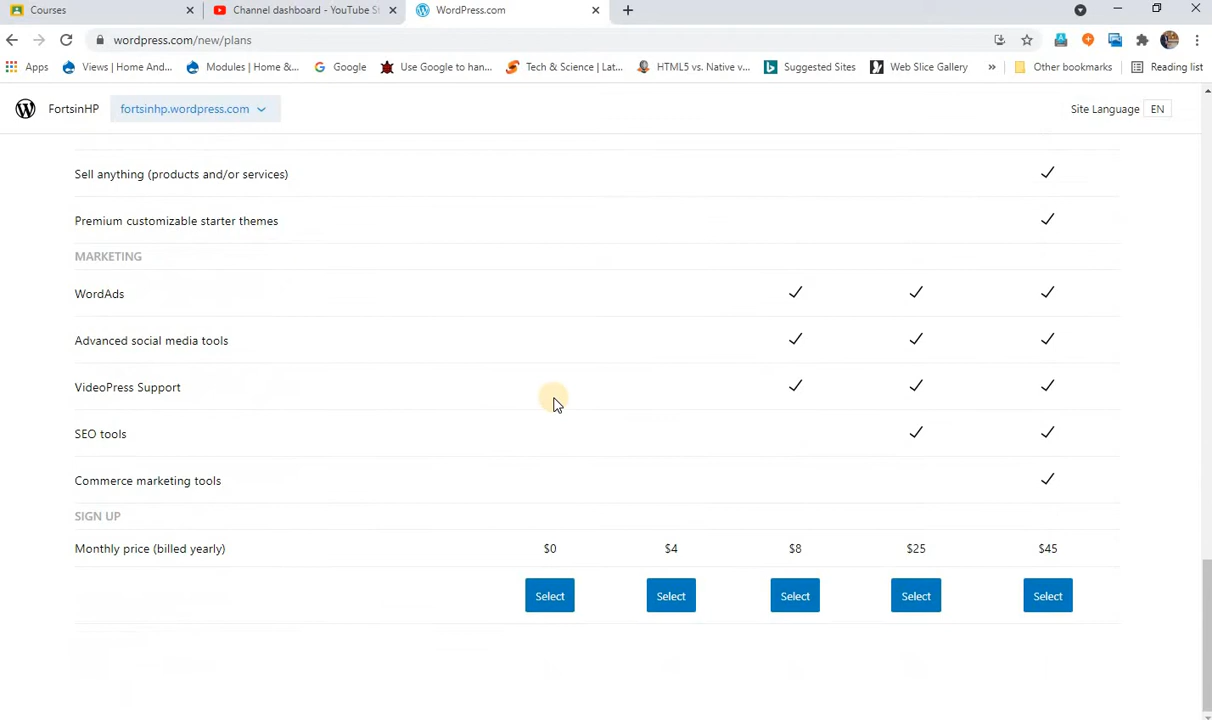 Courses
Channel dashboard - YouTube St
WordPress.com
wordpress.com/new/plans
Apps
Views | Home And...
Modules | Home &...
Google
Use Google to han...
Tech & Science | Lat...
HTML5 vs. Native v...
Suggested Sites
Web Slice Gallery
»
Other bookmarks
Reading list
FortsinHP
fortsinhp.wordpress.com
Site Language
EN
Sell anything (products and/or services)
Premium customizable starter themes
MARKETING
WordAds
Advanced social media tools
VideoPress Support
SEO tools
Commerce marketing tools
SIGN UP
Monthly price (billed yearly) $0 $4 $8 $25 $45
Select Select Select Select Select